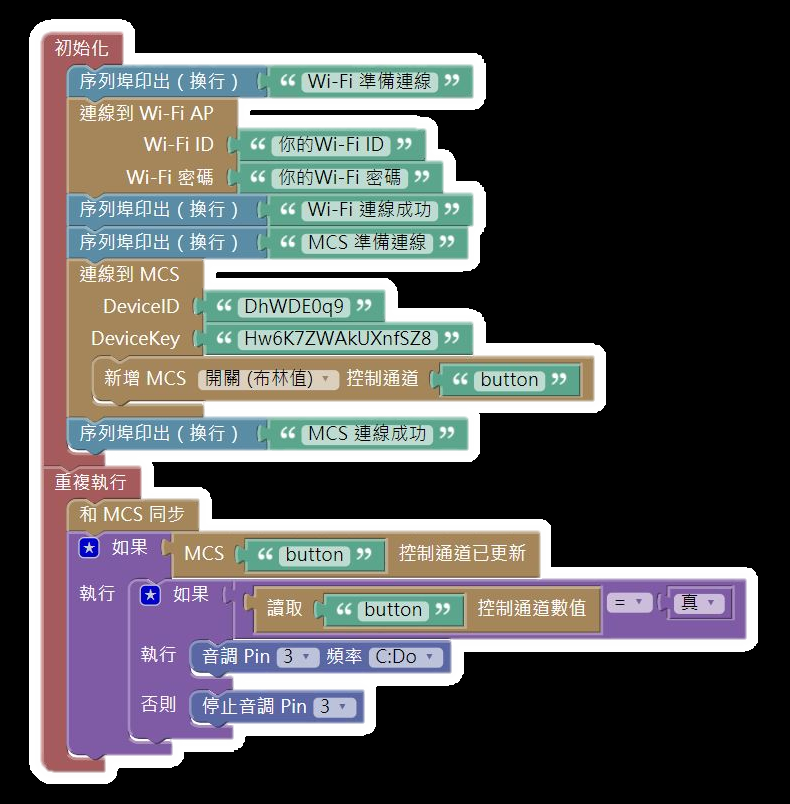 初始化
序列埠印出(換行) “ Wi-Fi 準備連線 ”
連線到 Wi-Fi AP
Wi-Fi ID “ 你的Wi-Fi ID ”
Wi-Fi 密碼 “ 你的Wi-Fi 密碼 ”
序列埠印出(換行) “ Wi-Fi 連線成功 ”
序列埠印出(換行) “ MCS 準備連線 ”
連線到 MCS
DeviceID “ DhWDE0q9 ”
DeviceKey “ Hw6K7ZWAkUXnfSZ8 ”
新增 MCS 開關 (布林值) 控制通道 “ button ”
序列埠印出(換行) “ MCS 連線成功 ”
重複執行
和 MCS 同步
如果 MCS “ button ” 控制通道已更新
執行 如果 讀取 “ button ” 控制通道數值 = 真
執行 音調 Pin 3 頻率 C:Do
否則 停止音調 Pin 3